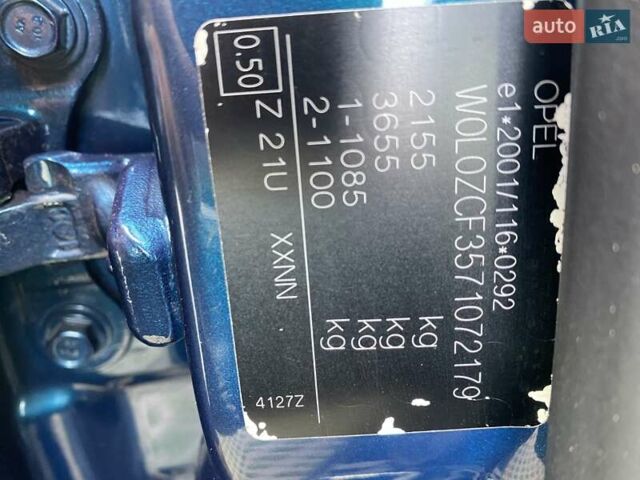 OPEL
e1*2001/116*0292
W0L0ZCF3571072179
2155 kg
3655 kg
1-1085 kg
2-1100 kg
0.50 Z 21U XXNN
4127Z
auto RIA .com